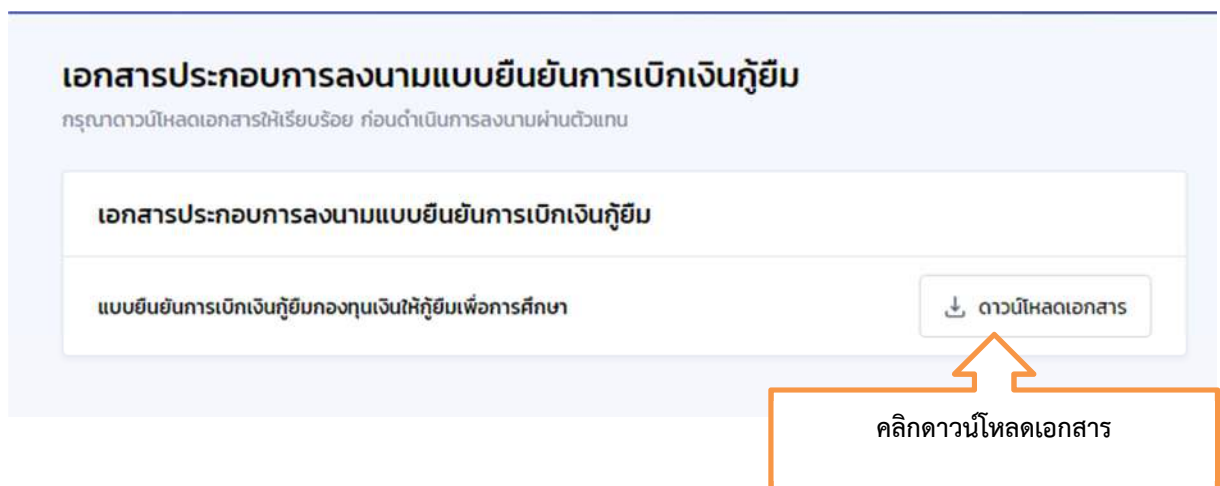 เอกสารประกอบการลงนามแบบยืนยันการเบิกเงินกู้ยืม
กรุณาดาวน์โหลดเอกสารให้เรียบร้อย ก่อนดำเนินการลงนามผ่านตัวแทน
เอกสารประกอบการลงนามแบบยืนยันการเบิกเงินกู้ยืม
แบบยืนยันการเบิกเงินกู้ยืมกองทุนเงินให้กู้ยืมเพื่อการศึกษา
ดาวน์โหลดเอกสาร
คลิกดาวน์โหลดเอกสาร